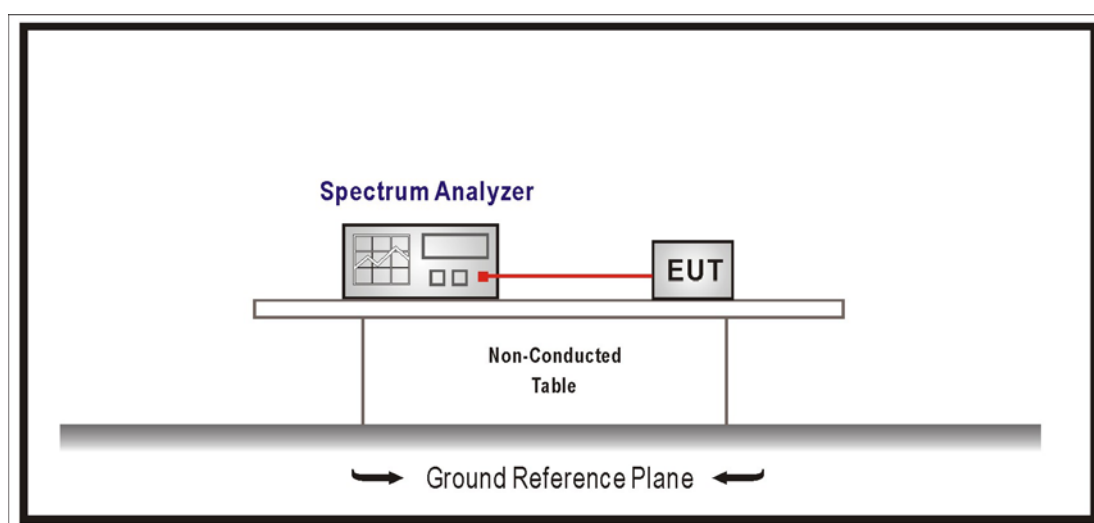 Spectrum Analyzer
EUT
Non-Conducted
Table
Ground Reference Plane